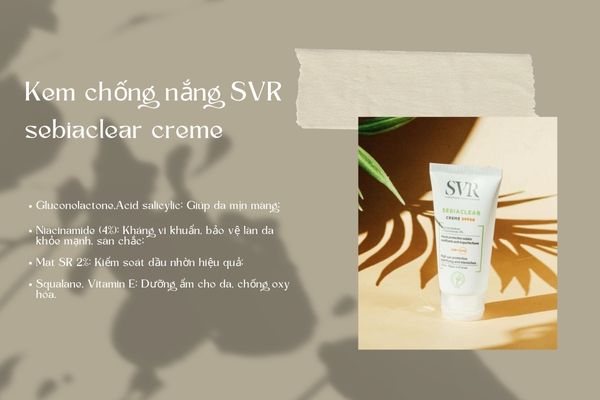 Kem chống nắng SVR
sebiaclear creme
Gluconolactone,Acid salicylic: Giúp da mịn màng;
Niacinamide (4%): Kháng vi khuẩn, bảo vệ làn da
khỏe mạnh, săn chắc;
Mat SR 2%: Kiểm soát dầu nhờn hiệu quả;
Squalane, Vitamin E: Dưỡng ẩm cho da, chống oxy
hóa.
SVR
SEBIACLEAR
CREME SPF50